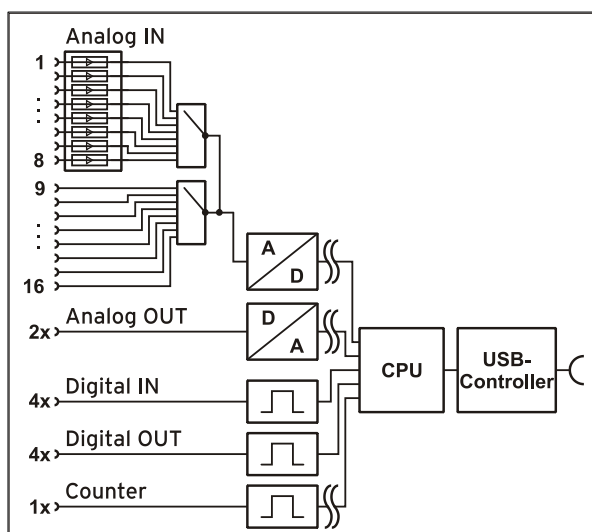 Analog IN
1
8
9
16
A
D
2x Analog OUT
D
A
CPU
USB-
Controller
4x Digital IN
4x Digital OUT
1x Counter